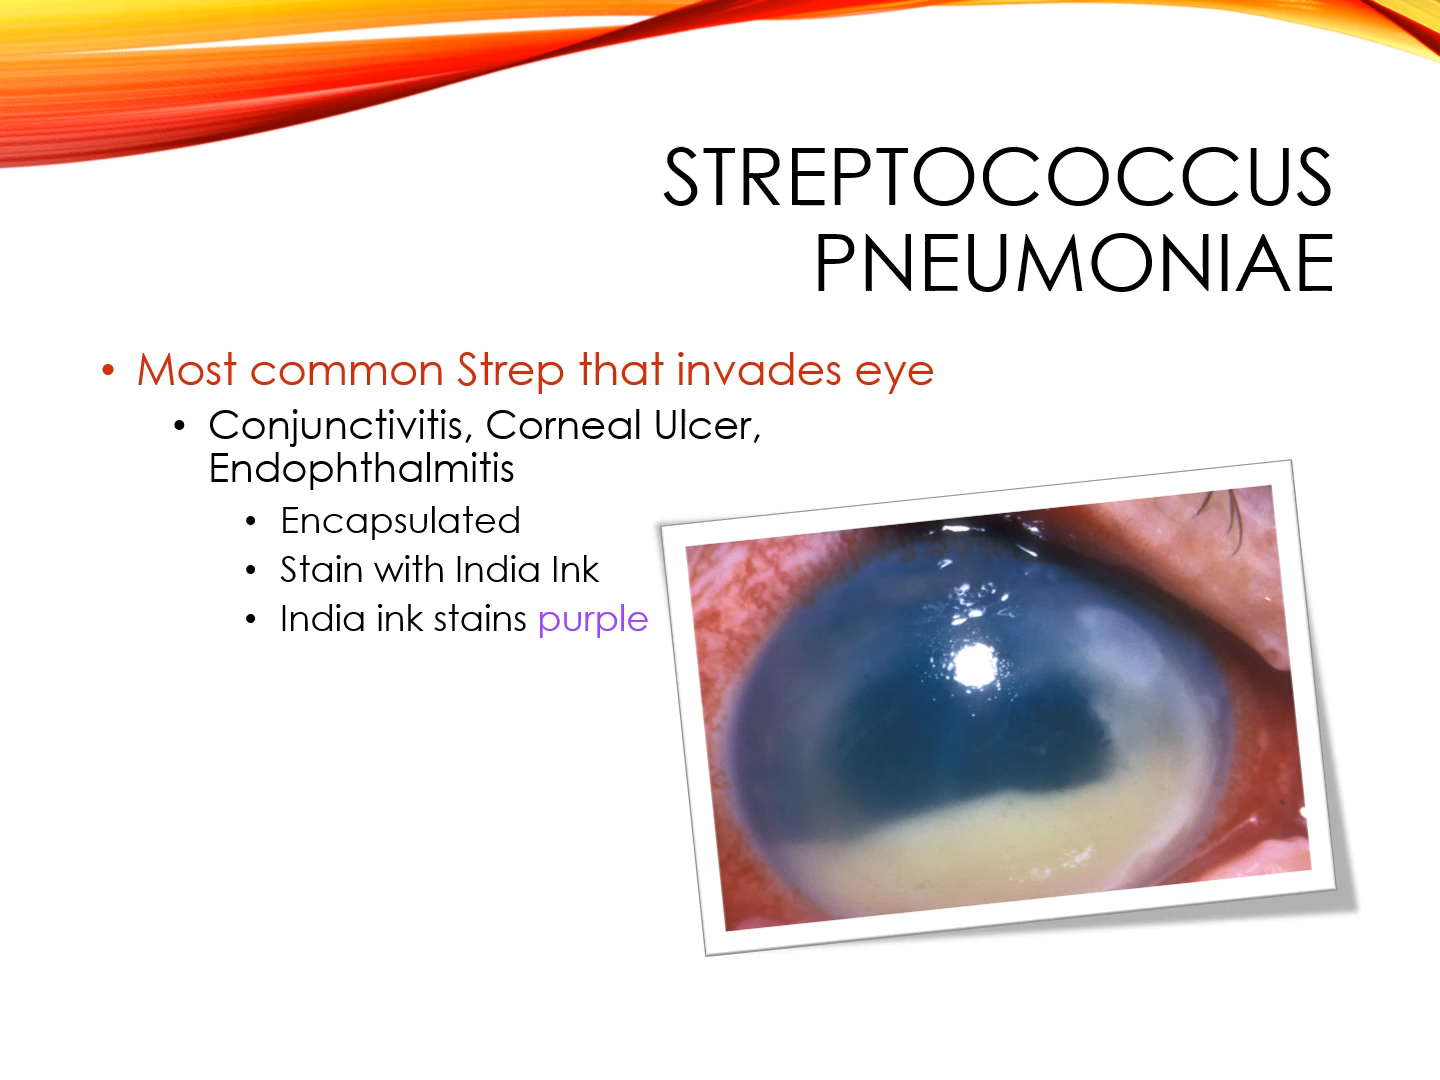 STREPTOCOCCUS
PNEUMONIAE
• Most common Strep that invades eye
• Conjunctivitis, Corneal Ulcer,
Endophthalmitis
• Encapsulated
• Stain with India Ink
• India ink stains purple